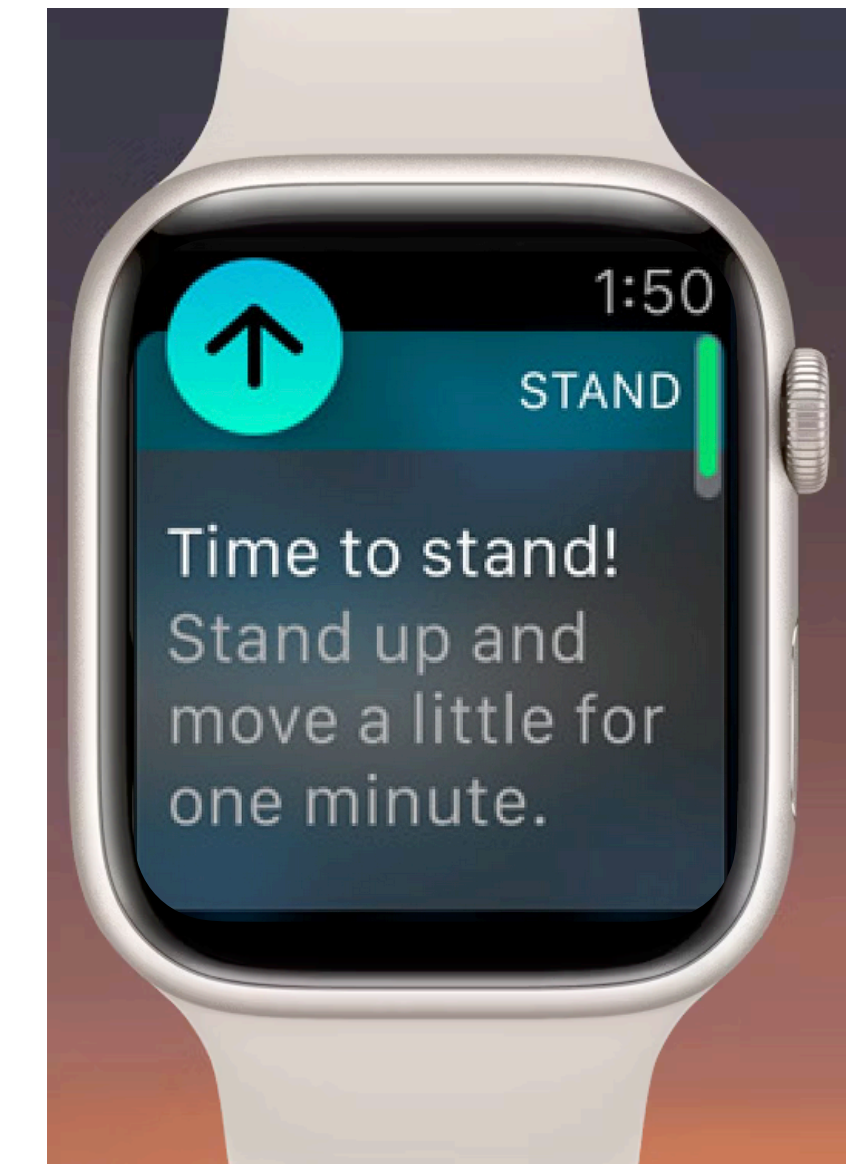 1:50
STAND
Time to stand!
Stand up and
move a little for
one minute.